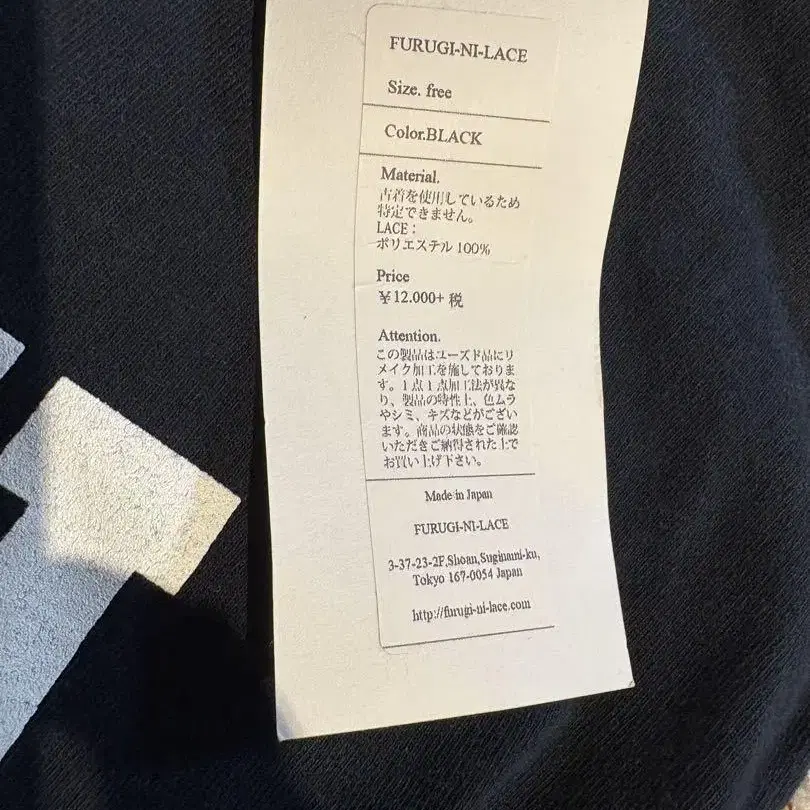 FURUGI-NI-LACE
Size. free
Color.BLACK
Material.
古着を使用しているため
特定できません。
LACE：
ポリエステル 100%
Price
¥12.000+ 税
Attention.
この製品はユーズド品にリ
メイク加工を施しておりま
す。1点1点加工法が異な
り、製品の特性上、色ムラ
やシミ、キズなどがござい
ます。商品の状態をご確認
いただきご納得された上で
お買い上げ下さい。
Made in Japan
FURUGI-NI-LACE
3-37-23-2F,Shoan,Suginami-ku,
Tokyo 167-0054 Japan
http://furugi-ni-lace.com